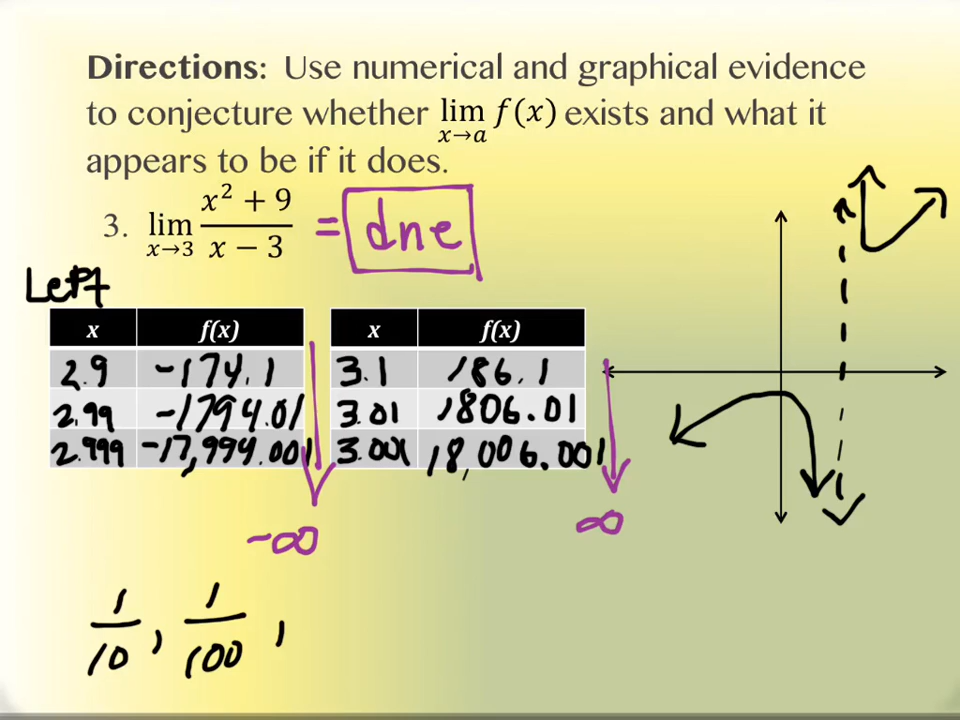 Directions: Use numerical and graphical evidence
to conjecture whether lim x→a f(x) exists and what it
appears to be if it does.
3. lim x→3 (x² + 9)/(x − 3) = dne
Left
x f(x) x f(x)
2.9 -174.1 3.1 186.1
2.99 -1794.01 3.01 1806.01
2.999 -17,994.001 3.001 18,006.001
-∞ ∞
1/10, 1/100,